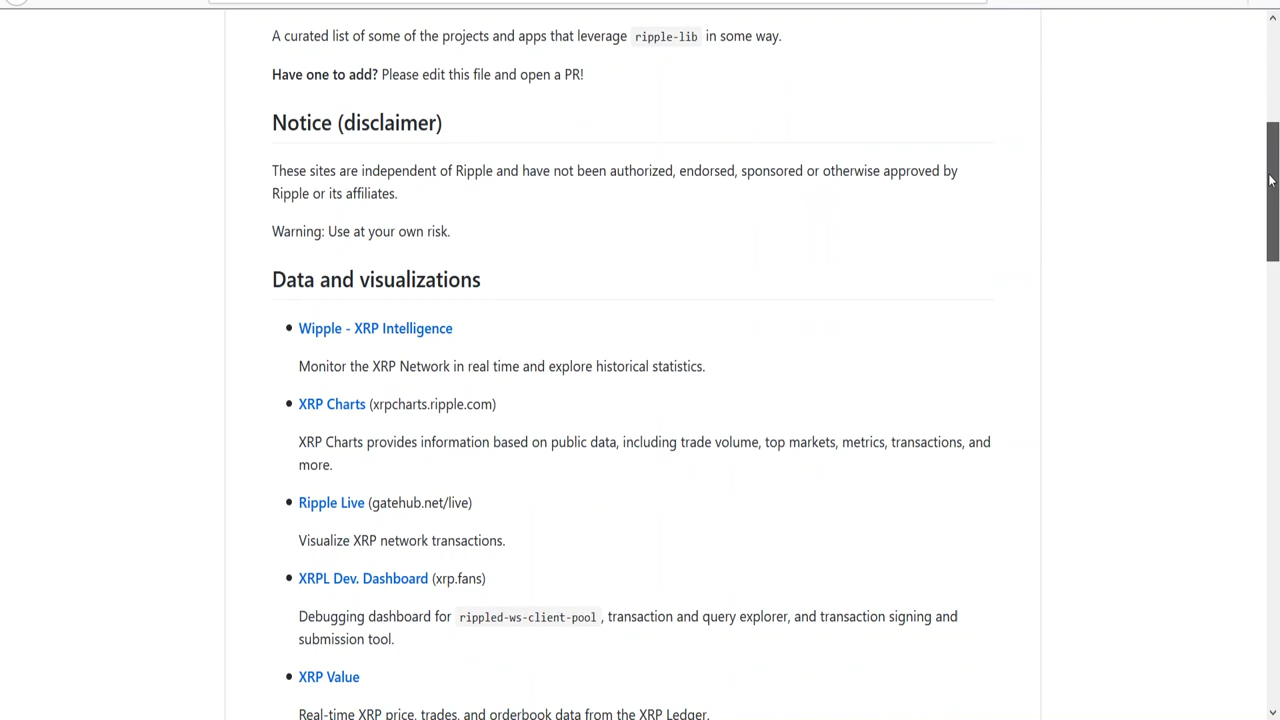 A curated list of some of the projects and apps that leverage ripple-lib in some way.
Have one to add? Please edit this file and open a PR!
Notice (disclaimer)
These sites are independent of Ripple and have not been authorized, endorsed, sponsored or otherwise approved by
Ripple or its affiliates.
Warning: Use at your own risk.
Data and visualizations
Wipple - XRP Intelligence
Monitor the XRP Network in real time and explore historical statistics.
XRP Charts (xrpcharts.ripple.com)
XRP Charts provides information based on public data, including trade volume, top markets, metrics, transactions, and
more.
Ripple Live (gatehub.net/live)
Visualize XRP network transactions.
XRPL Dev. Dashboard (xrp.fans)
Debugging dashboard for rippled-ws-client-pool , transaction and query explorer, and transaction signing and
submission tool.
XRP Value
Real-time XRP price, trades, and orderbook data from the XRP Ledger.